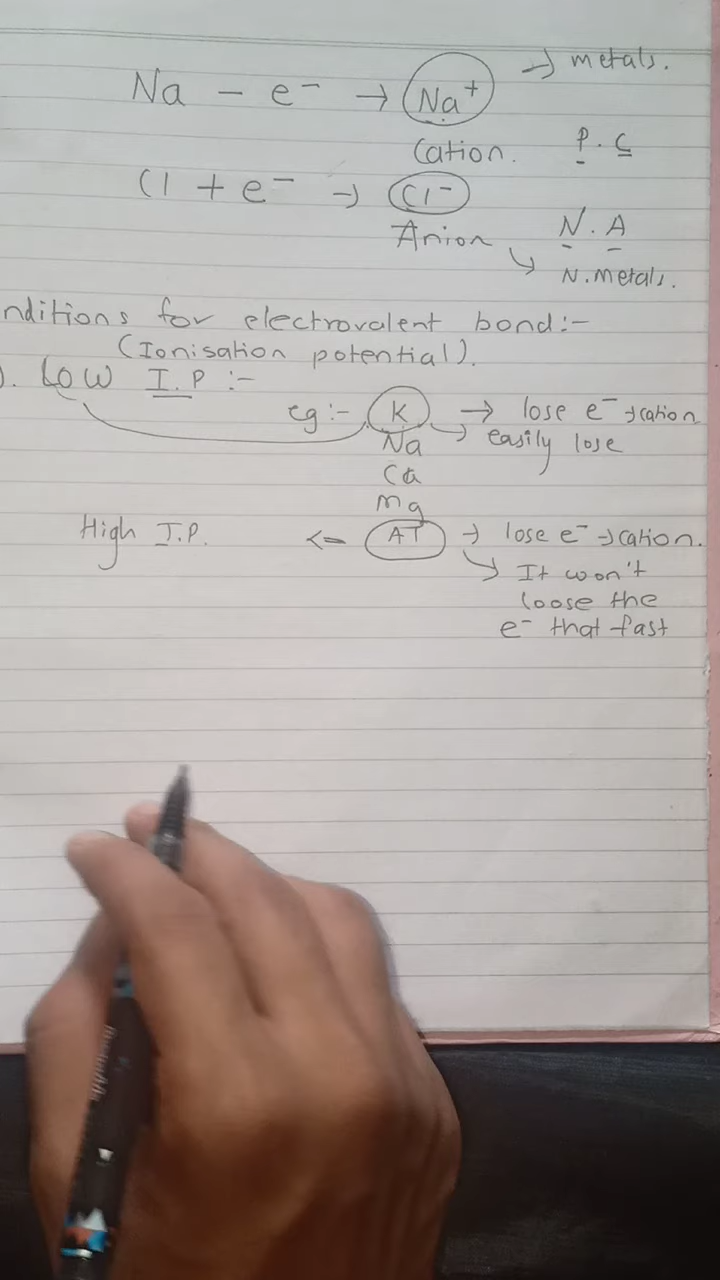 Na - e⁻ → Na⁺ → metals.
Cation. P. C
Cl + e⁻ → Cl⁻
Anion N. A
↳ N.metals.
nditions for electrovalent bond:-
(Ionisation potential).
). Low I.P :-
eg:- K → lose e⁻ → cation
Na → easily lose
Ca
Mg
High I.P. <= Al → lose e⁻ → cation.
↳ It won't
loose the
e⁻ that fast